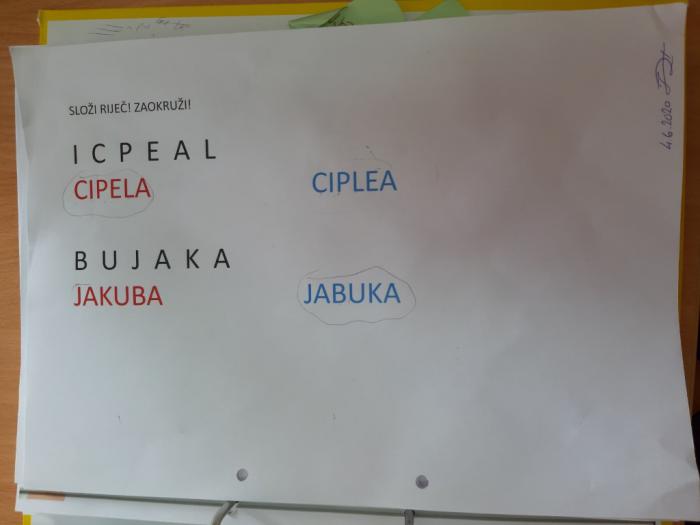 SLOŽI RIJEČ! ZAOKRUŽI!
I C P E A L
CIPELA CIPLEA
B U J A K A
JAKUBA JABUKA
4.6.2020